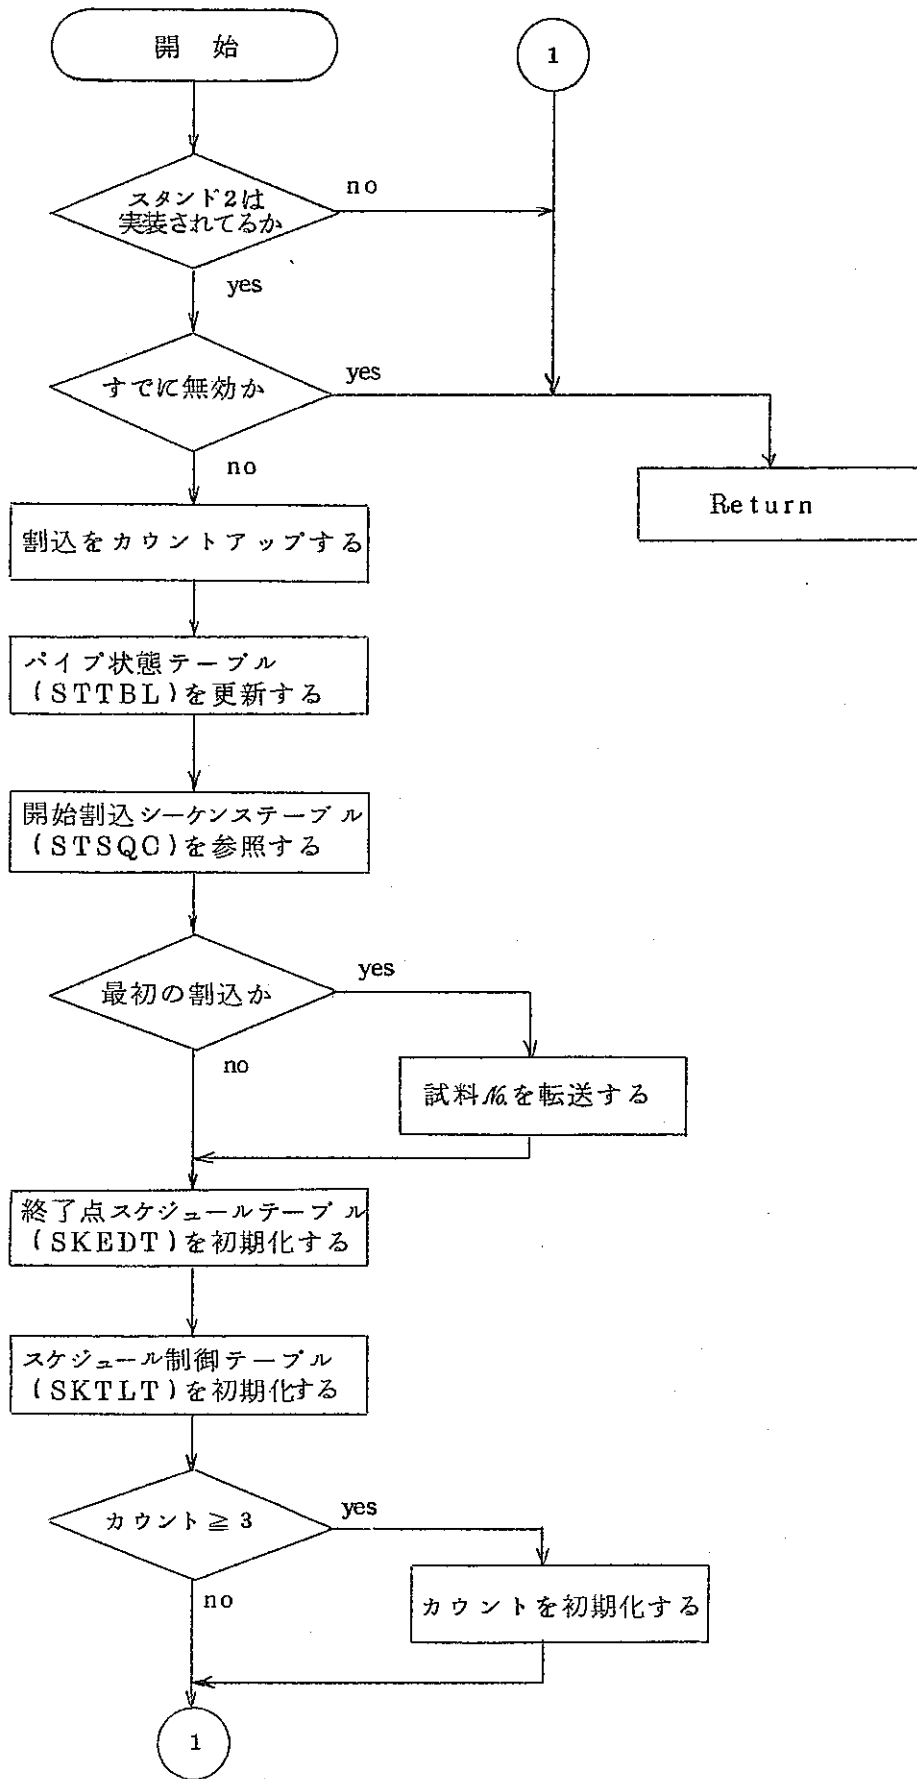 開 始
1
スタンド2は
実装されてるか
no
yes
すでに無効か
yes
no
Return
割込をカウントアップする
パイプ状態テーブル
(STTBL)を更新する
開始割込シーケンステーブル
(STSQC)を参照する
最初の割込か
yes
no
試料№を転送する
終了点スケジュールテーブル
(SKEDT)を初期化する
スケジュール制御テーブル
(SKTLT)を初期化する
カウント≧3
yes
no
カウントを初期化する
1